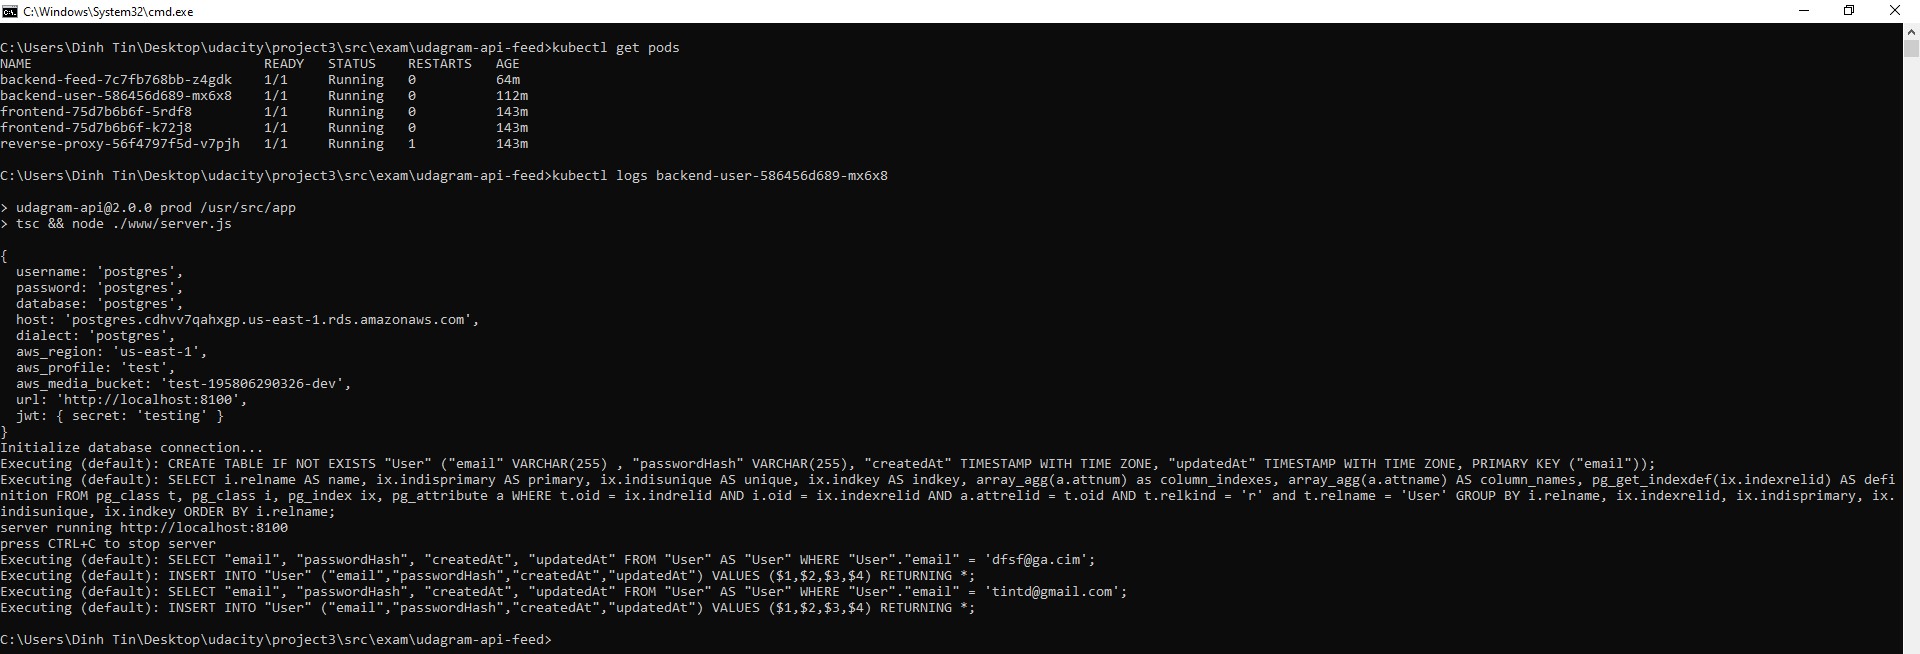 C:\Windows\System32\cmd.exe
C:\Users\Dinh Tin\Desktop\udacity\project3\src\exam\udagram-api-feed>kubectl get pods
NAME                             READY   STATUS    RESTARTS   AGE
backend-feed-7c7fb768bb-z4gdk    1/1     Running   0          64m
backend-user-586456d689-mx6x8    1/1     Running   0          112m
frontend-75d7b6b6f-5rdf8         1/1     Running   0          143m
frontend-75d7b6b6f-k72j8         1/1     Running   0          143m
reverse-proxy-56f4797f5d-v7pjh   1/1     Running   1          143m
C:\Users\Dinh Tin\Desktop\udacity\project3\src\exam\udagram-api-feed>kubectl logs backend-user-586456d689-mx6x8
> udagram-api@2.0.0 prod /usr/src/app
> tsc && node ./www/server.js
{
  username: 'postgres',
  password: 'postgres',
  database: 'postgres',
  host: 'postgres.cdhvv7qahxgp.us-east-1.rds.amazonaws.com',
  dialect: 'postgres',
  aws_region: 'us-east-1',
  aws_profile: 'test',
  aws_media_bucket: 'test-195806290326-dev',
  url: 'http://localhost:8100',
  jwt: { secret: 'testing' }
}
Initialize database connection...
Executing (default): CREATE TABLE IF NOT EXISTS "User" ("email" VARCHAR(255) , "passwordHash" VARCHAR(255), "createdAt" TIMESTAMP WITH TIME ZONE, "updatedAt" TIMESTAMP WITH TIME ZONE, PRIMARY KEY ("email"));
Executing (default): SELECT i.relname AS name, ix.indisprimary AS primary, ix.indisunique AS unique, ix.indkey AS indkey, array_agg(a.attnum) as column_indexes, array_agg(a.attname) AS column_names, pg_get_indexdef(ix.indexrelid) AS defi
nition FROM pg_class t, pg_class i, pg_index ix, pg_attribute a WHERE t.oid = ix.indrelid AND i.oid = ix.indexrelid AND a.attrelid = t.oid AND t.relkind = 'r' and t.relname = 'User' GROUP BY i.relname, ix.indexrelid, ix.indisprimary, ix.
indisunique, ix.indkey ORDER BY i.relname;
server running http://localhost:8100
press CTRL+C to stop server
Executing (default): SELECT "email", "passwordHash", "createdAt", "updatedAt" FROM "User" AS "User" WHERE "User"."email" = 'dfsf@ga.cim';
Executing (default): INSERT INTO "User" ("email","passwordHash","createdAt","updatedAt") VALUES ($1,$2,$3,$4) RETURNING *;
Executing (default): SELECT "email", "passwordHash", "createdAt", "updatedAt" FROM "User" AS "User" WHERE "User"."email" = 'tintd@gmail.com';
Executing (default): INSERT INTO "User" ("email","passwordHash","createdAt","updatedAt") VALUES ($1,$2,$3,$4) RETURNING *;
C:\Users\Dinh Tin\Desktop\udacity\project3\src\exam\udagram-api-feed>